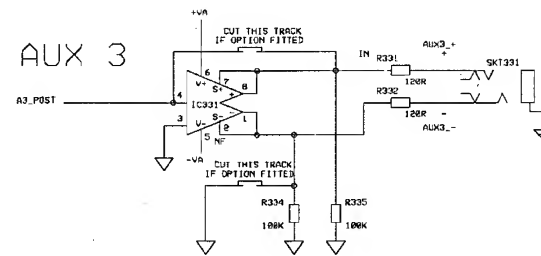 +VA
CUT THIS TRACK
IF OPTION FITTED
AUX 3
IN
R331
120R
AUX3_+
+
SKT331
A3_POST
4
6
V+
S+
7
8
+
IC331
-
3
V-
S-
5
2
1
NF
-VA
R332
120R
-
AUX3_-
CUT THIS TRACK
IF OPTION FITTED
R334
100K
R335
100K